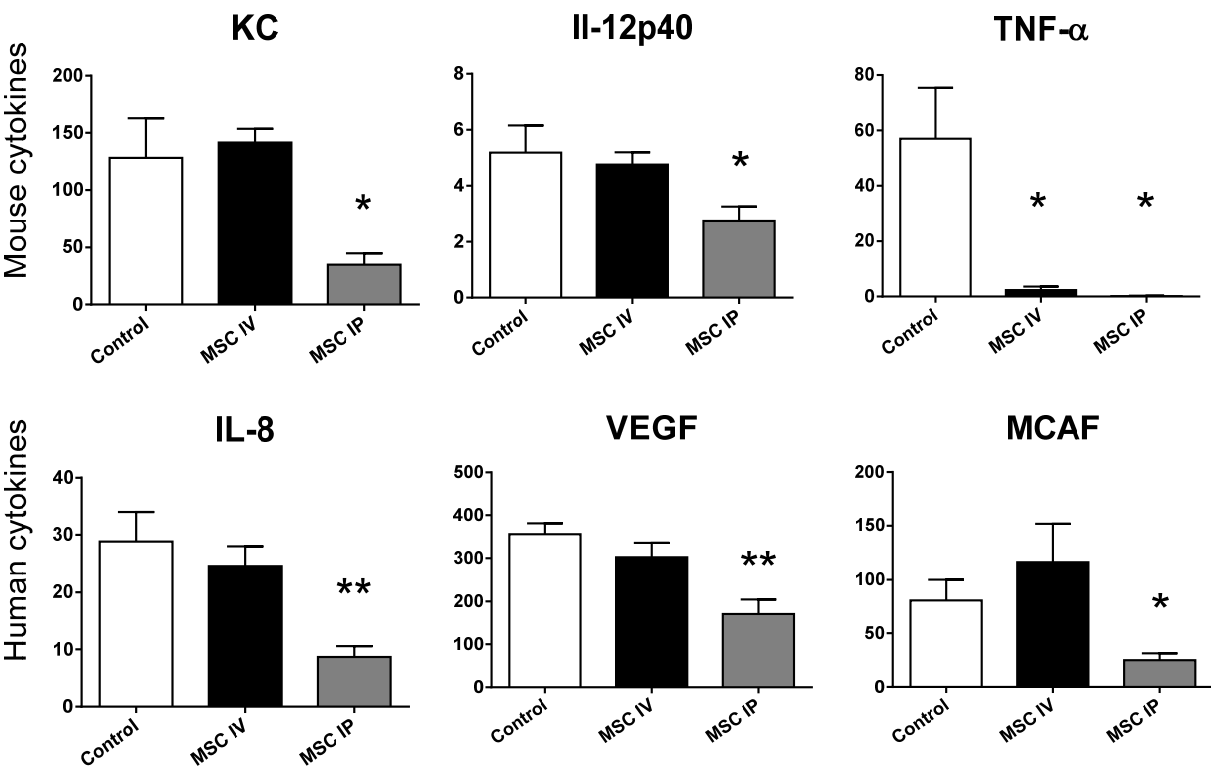 KC
Il-12p40
TNF-α
Mouse cytokines
200
150
100
50
0
*
Control
MSC IV
MSC IP
8
6
4
2
0
*
Control
MSC IV
MSC IP
80
60
40
20
0
*
*
Control
MSC IV
MSC IP
IL-8
VEGF
MCAF
Human cytokines
40
30
20
10
0
**
Control
MSC IV
MSC IP
500
400
300
200
100
0
**
Control
MSC IV
MSC IP
200
150
100
50
0
*
Control
MSC IV
MSC IP